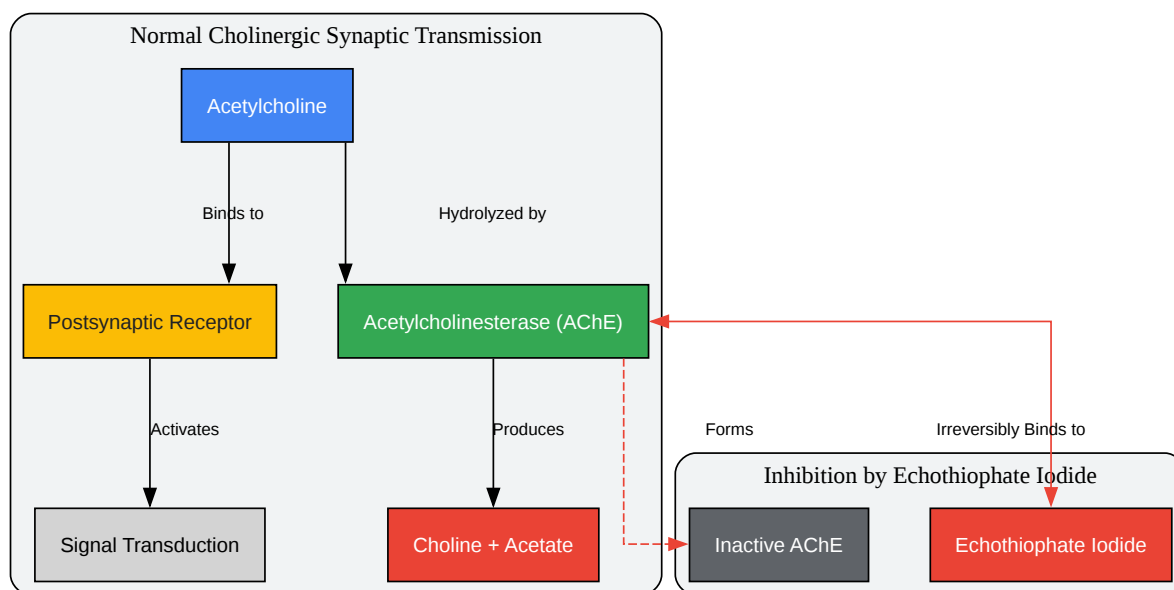 Normal Cholinergic Synaptic Transmission
Acetylcholine
Binds to
Hydrolyzed by
Postsynaptic Receptor
Acetylcholinesterase (AChE)
Activates
Produces
Forms
Irreversibly Binds to
Inhibition by Echothiophate Iodide
Signal Transduction
Choline + Acetate
Inactive AChE
Echothiophate Iodide